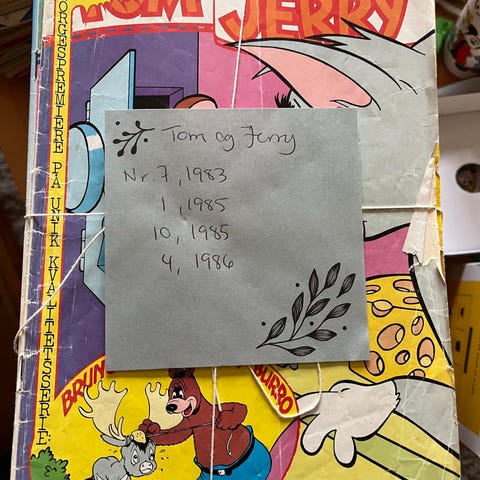 TOM
JERRY
ORGESPREMIERE PÅ UNIK KVALITETSSERIE:
Tom og Jerry
Nr. 7, 1983
1, 1985
10, 1985
4, 1986
BRUN
BURRO